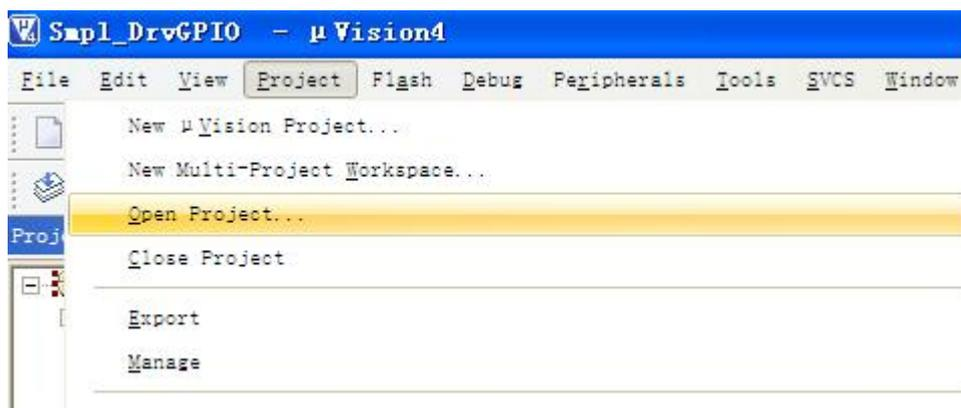 Smpl_DrvGPIO - µVision4
File Edit View Project Flash Debug Peripherals Tools SVCS Window
New µVision Project...
New Multi-Project Workspace...
Open Project...
Proj
Close Project
Export
Manage